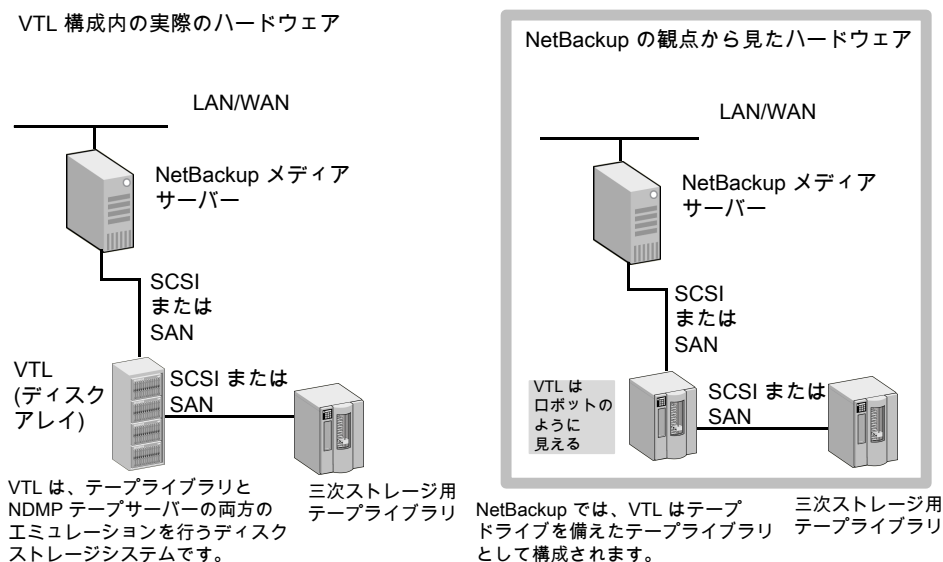 VTL 構成内の実際のハードウェア
LAN/WAN
NetBackup メディア
サーバー
SCSI
または
SAN
VTL
(ディスク
アレイ)
SCSI または
SAN
VTL は、テープライブラリと
NDMP テープサーバーの両方の
エミュレーションを行うディスク
ストレージシステムです。
三次ストレージ用
テープライブラリ
NetBackup の観点から見たハードウェア
LAN/WAN
NetBackup メディア
サーバー
SCSI
または
SAN
VTL は
ロボットの
ように
見える
SCSI または
SAN
NetBackup では、VTL はテープ
ドライブを備えたテープライブラリ
として構成されます。
三次ストレージ用
テープライブラリ